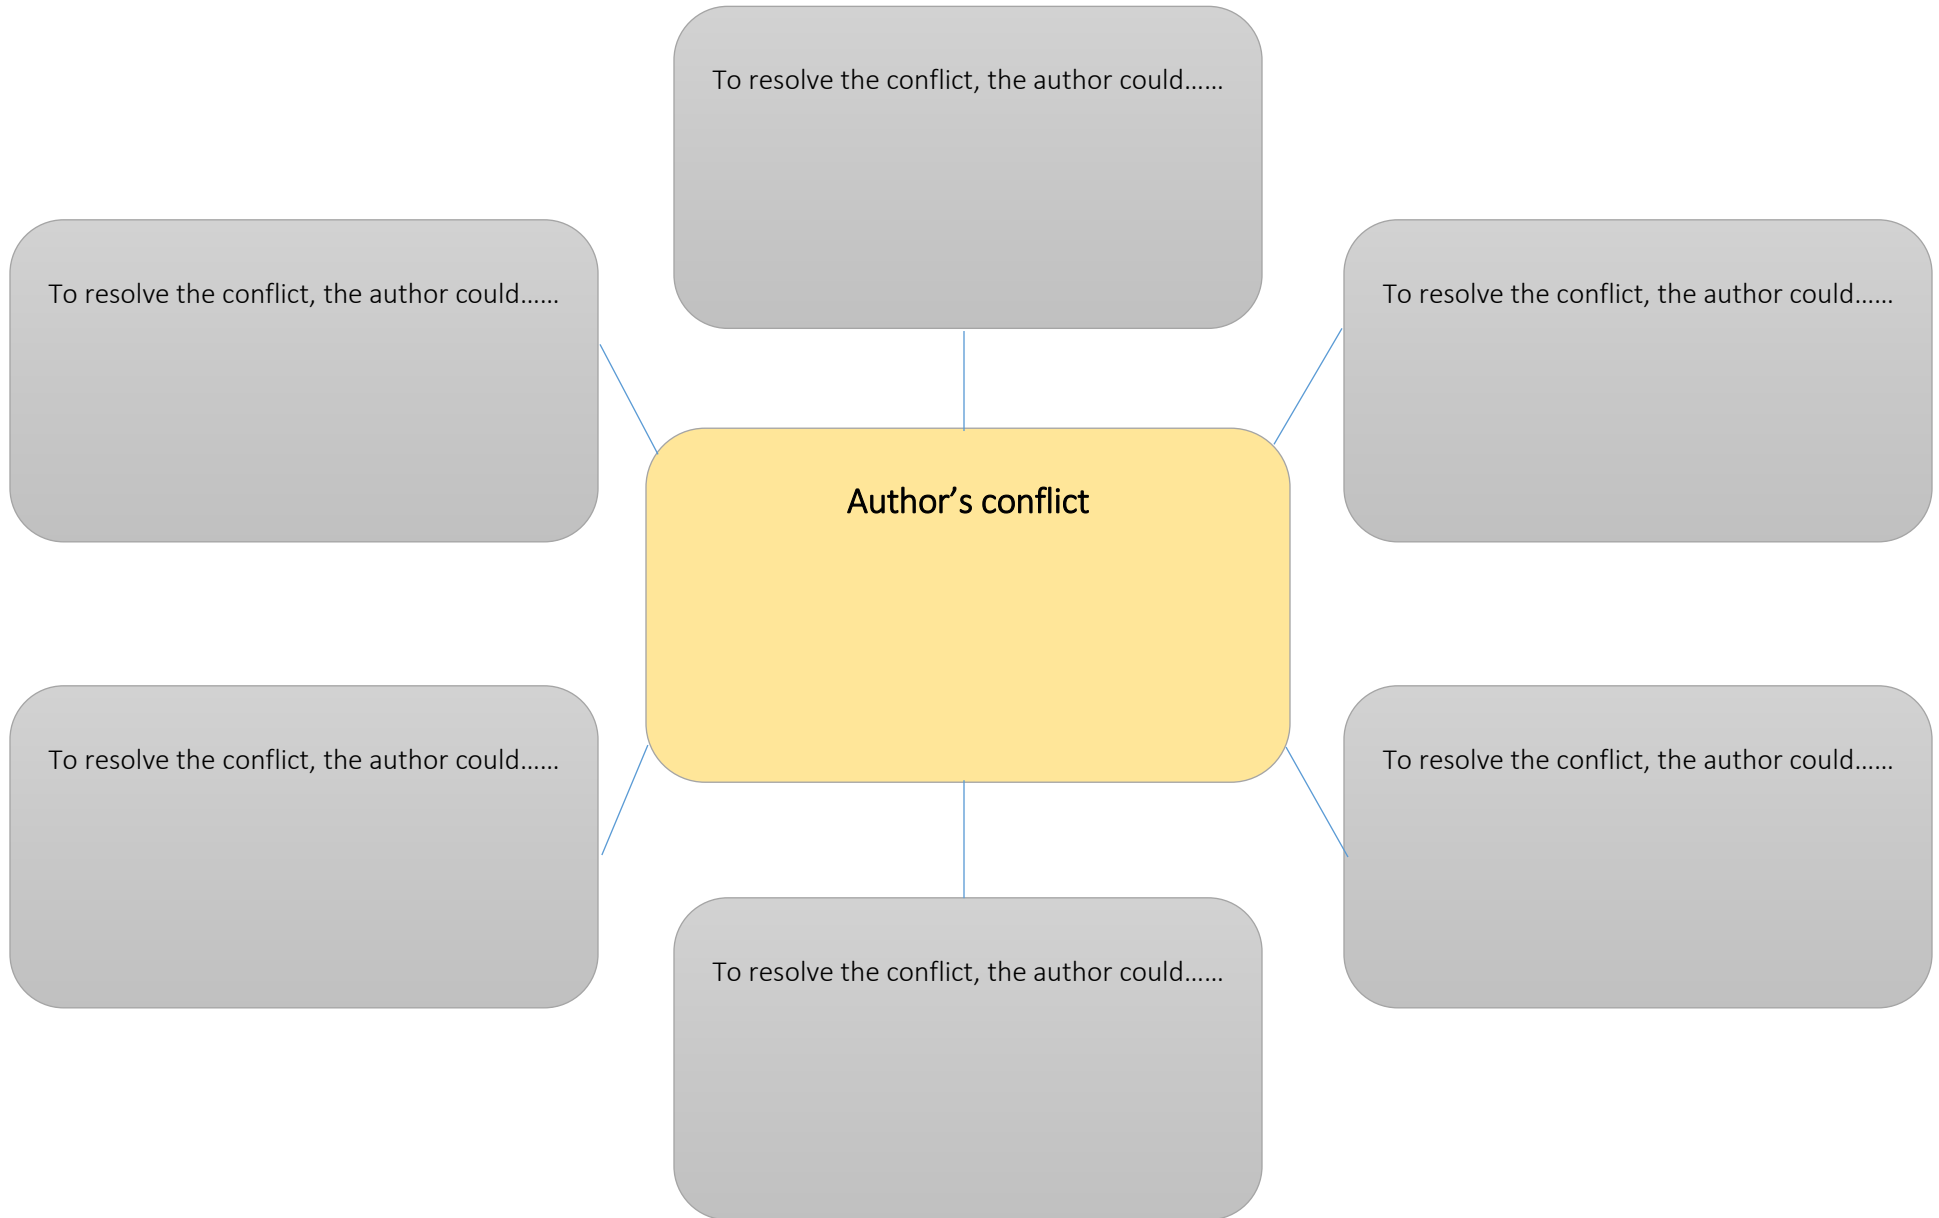 To resolve the conflict, the author could......
To resolve the conflict, the author could......
To resolve the conflict, the author could......
Author’s conflict
To resolve the conflict, the author could......
To resolve the conflict, the author could......
To resolve the conflict, the author could......